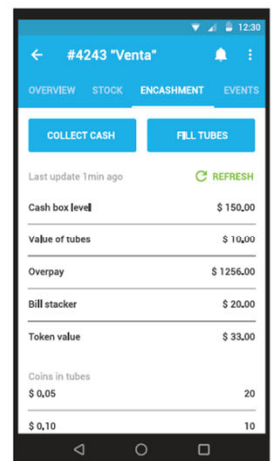 12:30
#4243 "Venta"
OVERVIEW STOCK ENCASHMENT EVENTS
COLLECT CASH FILL TUBES
Last update 1min ago REFRESH
Cash box level $ 150.00
Value of tubes $ 10,00
Overpay $ 1256.00
Bill stacker $ 20.00
Token value $ 33.00
Coins in tubes
$ 0,05 20
$ 0,10 10